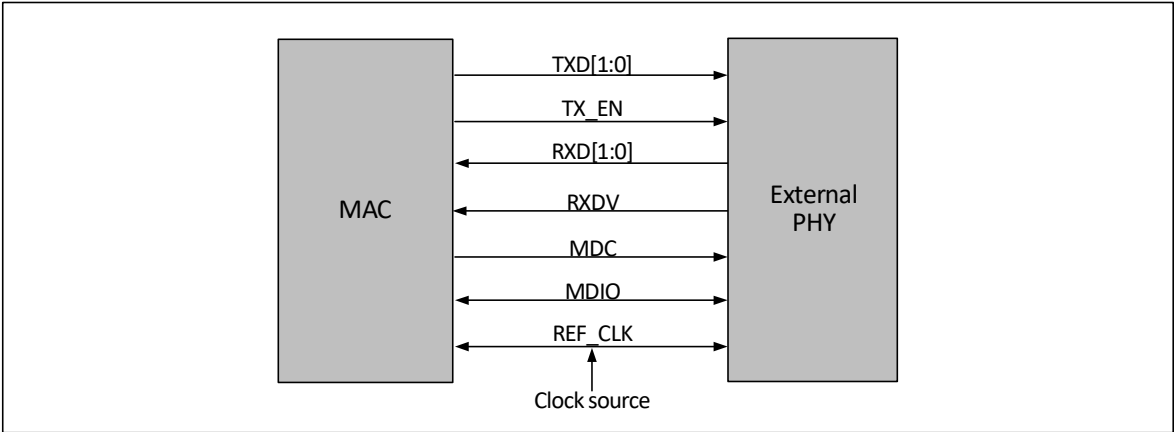 TXD[1:0]
TX_EN
RXD[1:0]
MAC
RXDV
External
PHY
MDC
MDIO
REF_CLK
Clock source